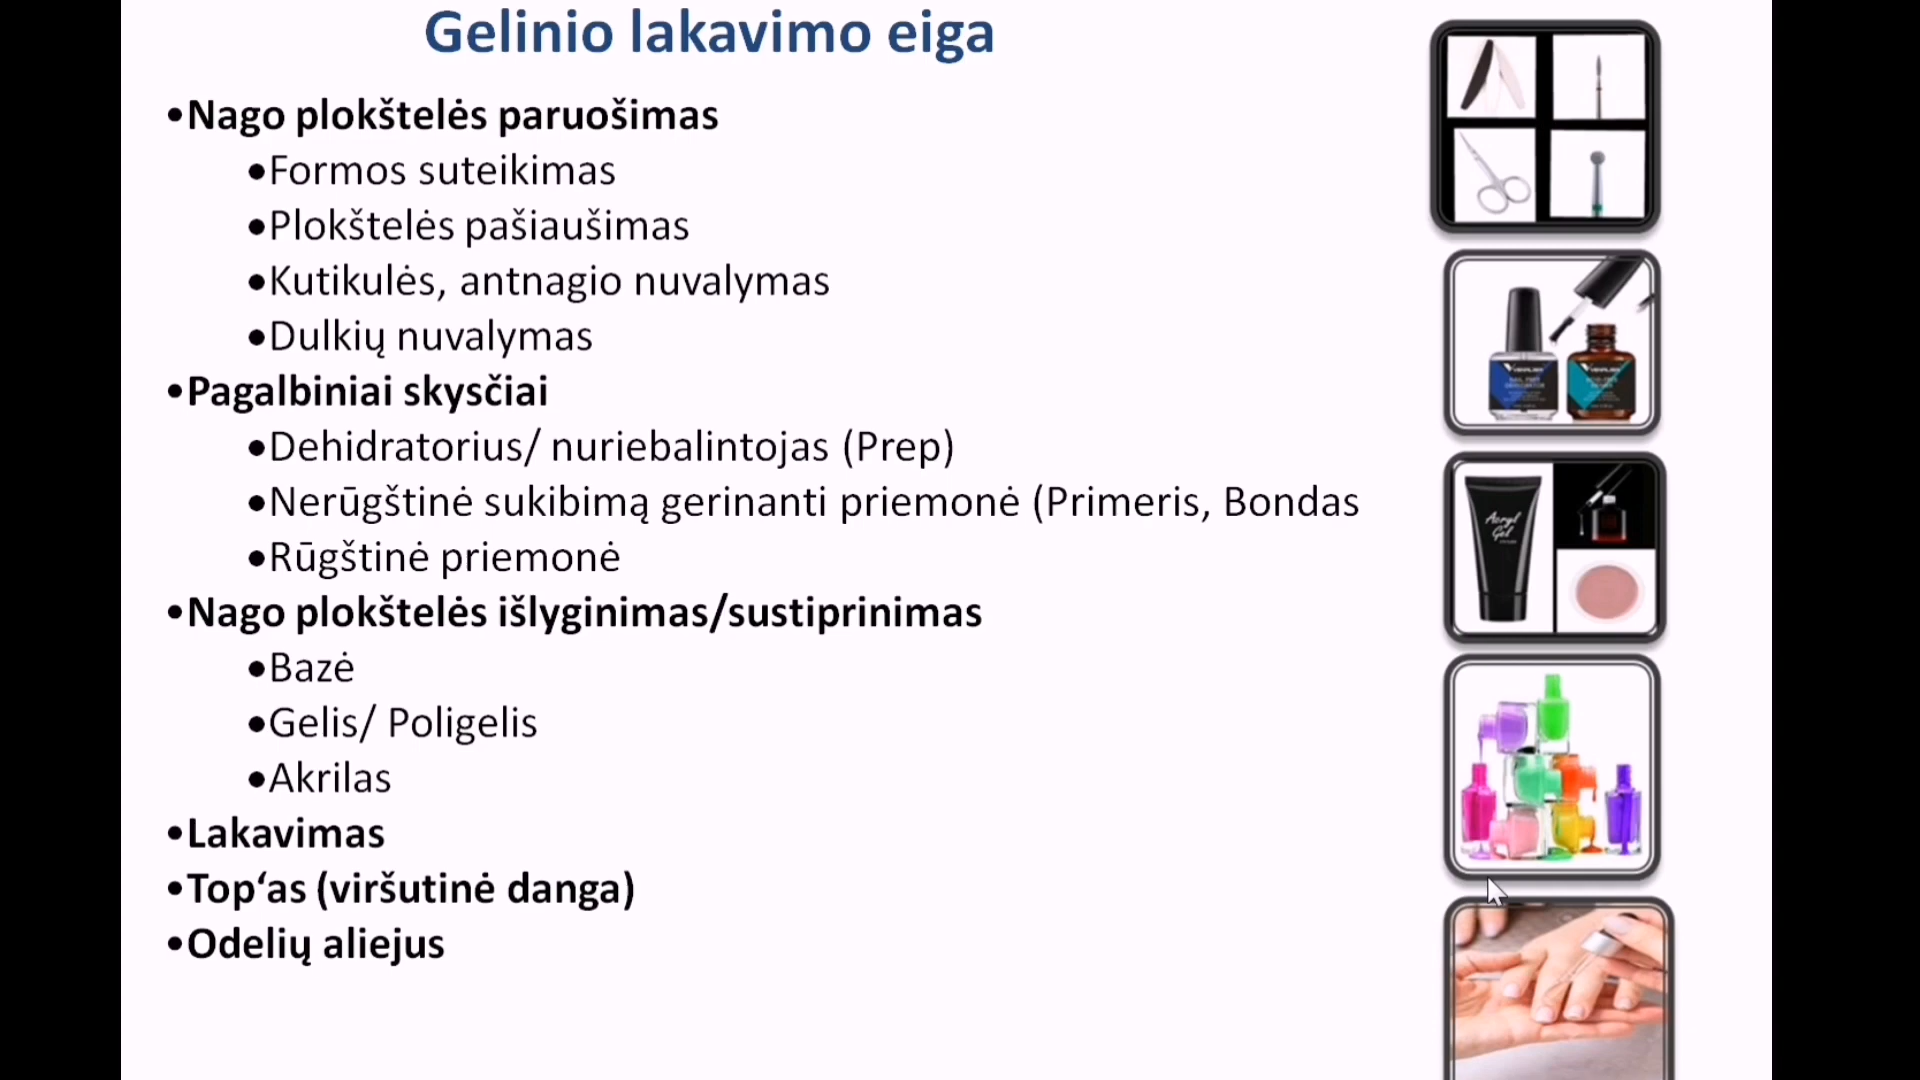 Gelinio lakavimo eiga
•Nago plokštelės paruošimas
•Formos suteikimas
•Plokštelės pašiaušimas
•Kutikulės, antnagio nuvalymas
•Dulkių nuvalymas
•Pagalbiniai skysčiai
•Dehidratorius/ nuriebalintojas (Prep)
•Nerūgštinė sukibimą gerinanti priemonė (Primeris, Bondas
•Rūgštinė priemonė
•Nago plokštelės išlyginimas/sustiprinimas
•Bazė
•Gelis/ Poligelis
•Akrilas
•Lakavimas
•Top‘as (viršutinė danga)
•Odelių aliejus
Acryl
Gel